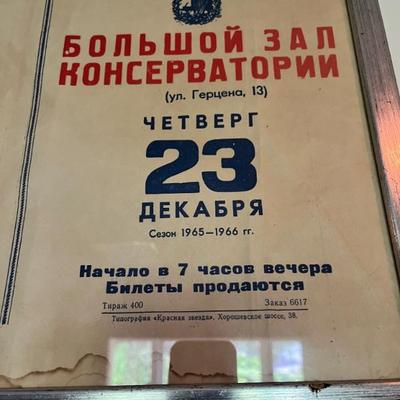 БОЛЬШОЙ ЗАЛ
КОНСЕРВАТОРИИ
(ул. Герцена, 13)
ЧЕТВЕРГ
23
ДЕКАБРЯ
Сезон 1965—1966 гг.
Начало в 7 часов вечера
Билеты продаются
Тираж 400 Заказ 6617
Типография «Красная звезда», Хорошевское шоссе, 38.